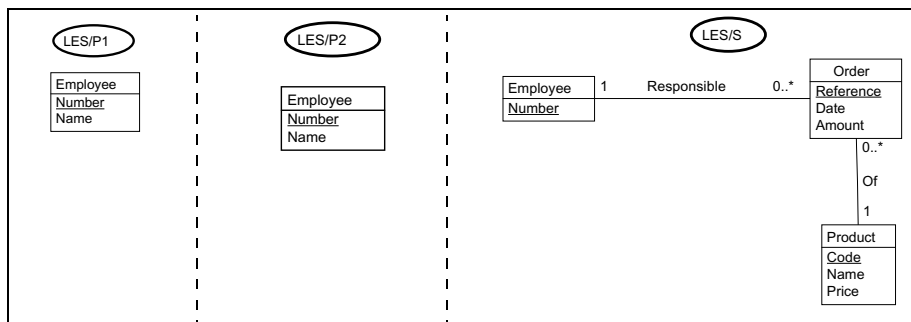 LES/P1
Employee
Number
Name
LES/P2
Employee
Number
Name
LES/S
Employee
Number
1 Responsible 0..*
Order
Reference
Date
Amount
0..*
Of
1
Product
Code
Name
Price